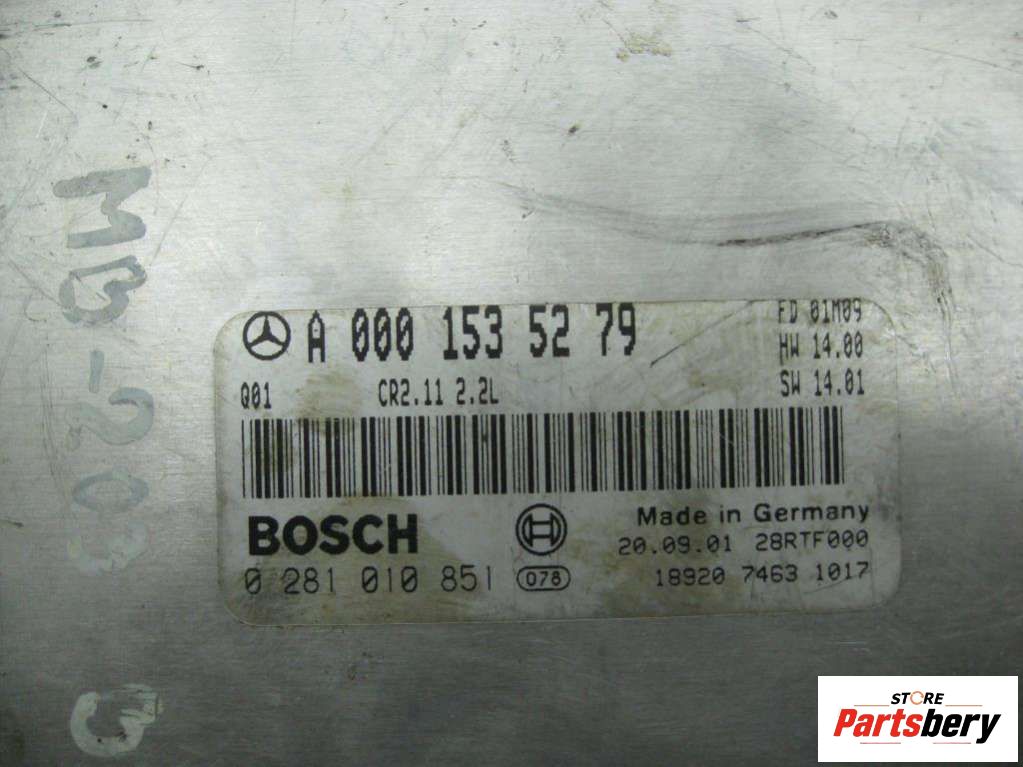 MB-203
C
A 000 153 52 79
FD 01M09
HW 14.00
Q01 CR2.11 2.2L
SW 14.01
BOSCH
Made in Germany
20.09.01 28RTF000
0 281 010 851
078
18920 7463 1017
STORE
Partsbery